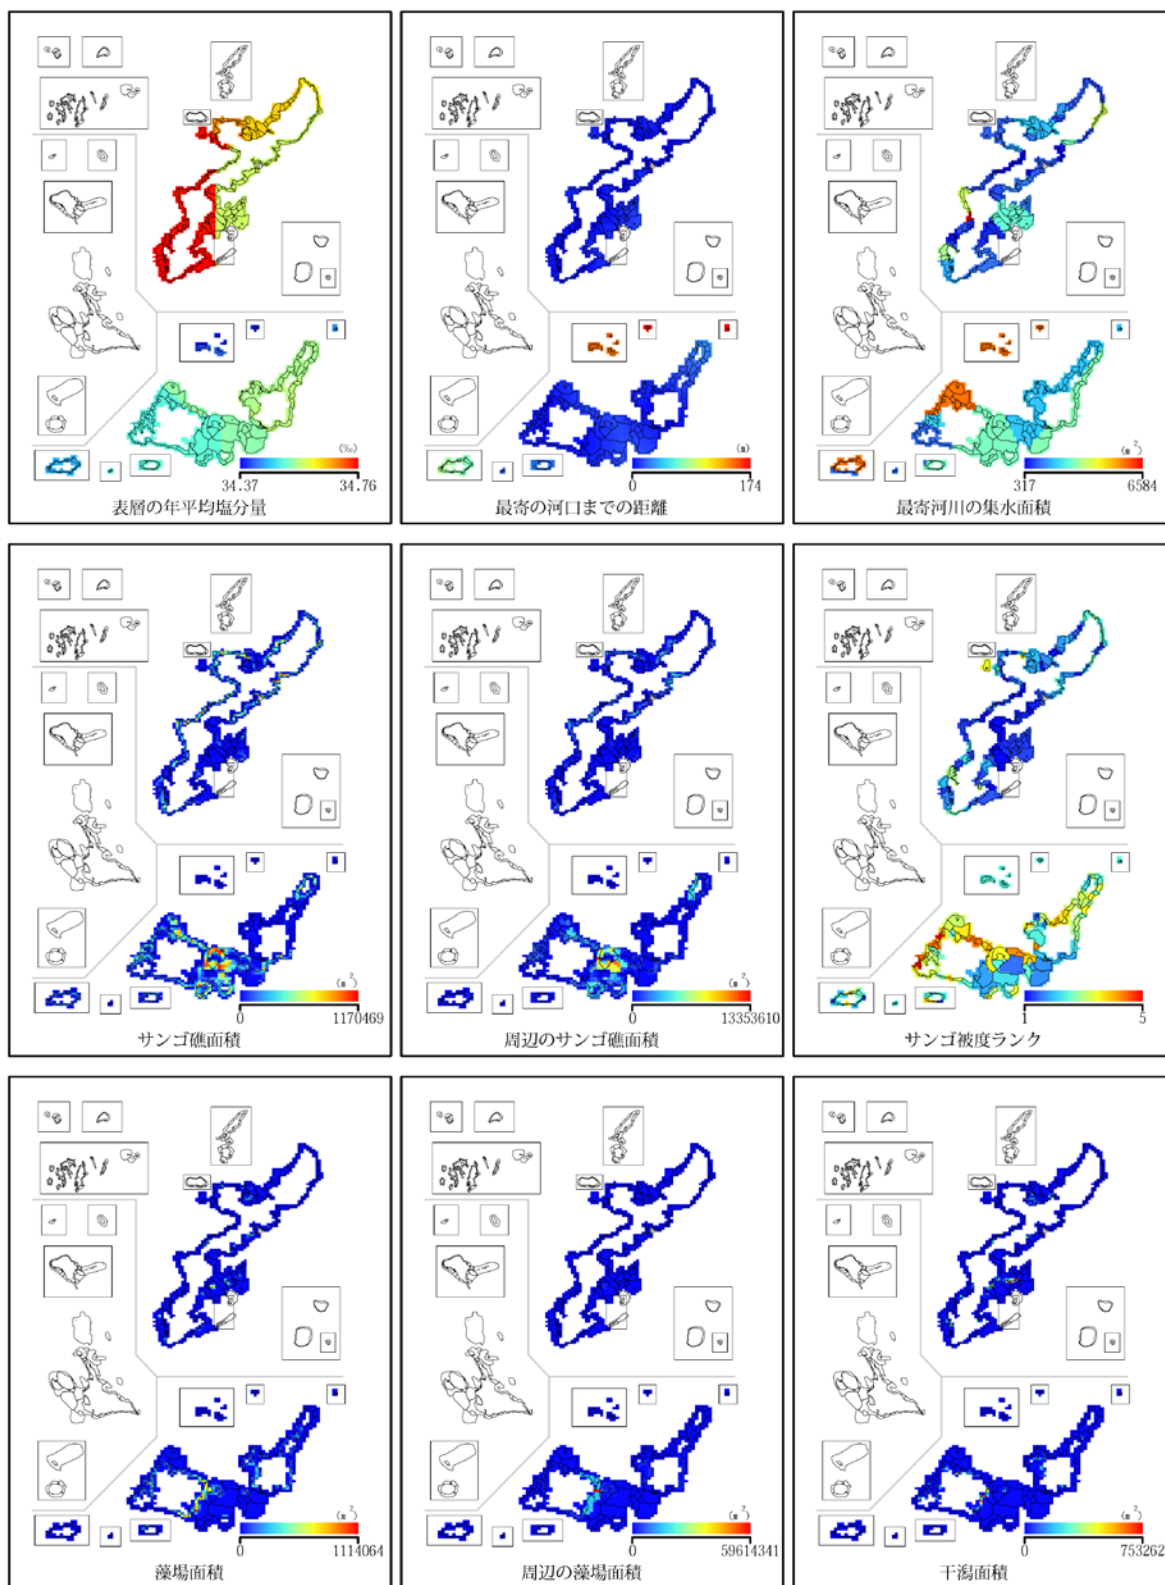 (‰)
34.37 34.76
表層の年平均塩分量
(m)
0 174
最寄の河口までの距離
(m²)
317 6584
最寄河川の集水面積
(m²)
0 1170469
サンゴ礁面積
(m²)
0 13353610
周辺のサンゴ礁面積
1 5
サンゴ被度ランク
(m²)
0 1114064
藻場面積
(m²)
0 59614341
周辺の藻場面積
(m²)
0 753262
干潟面積